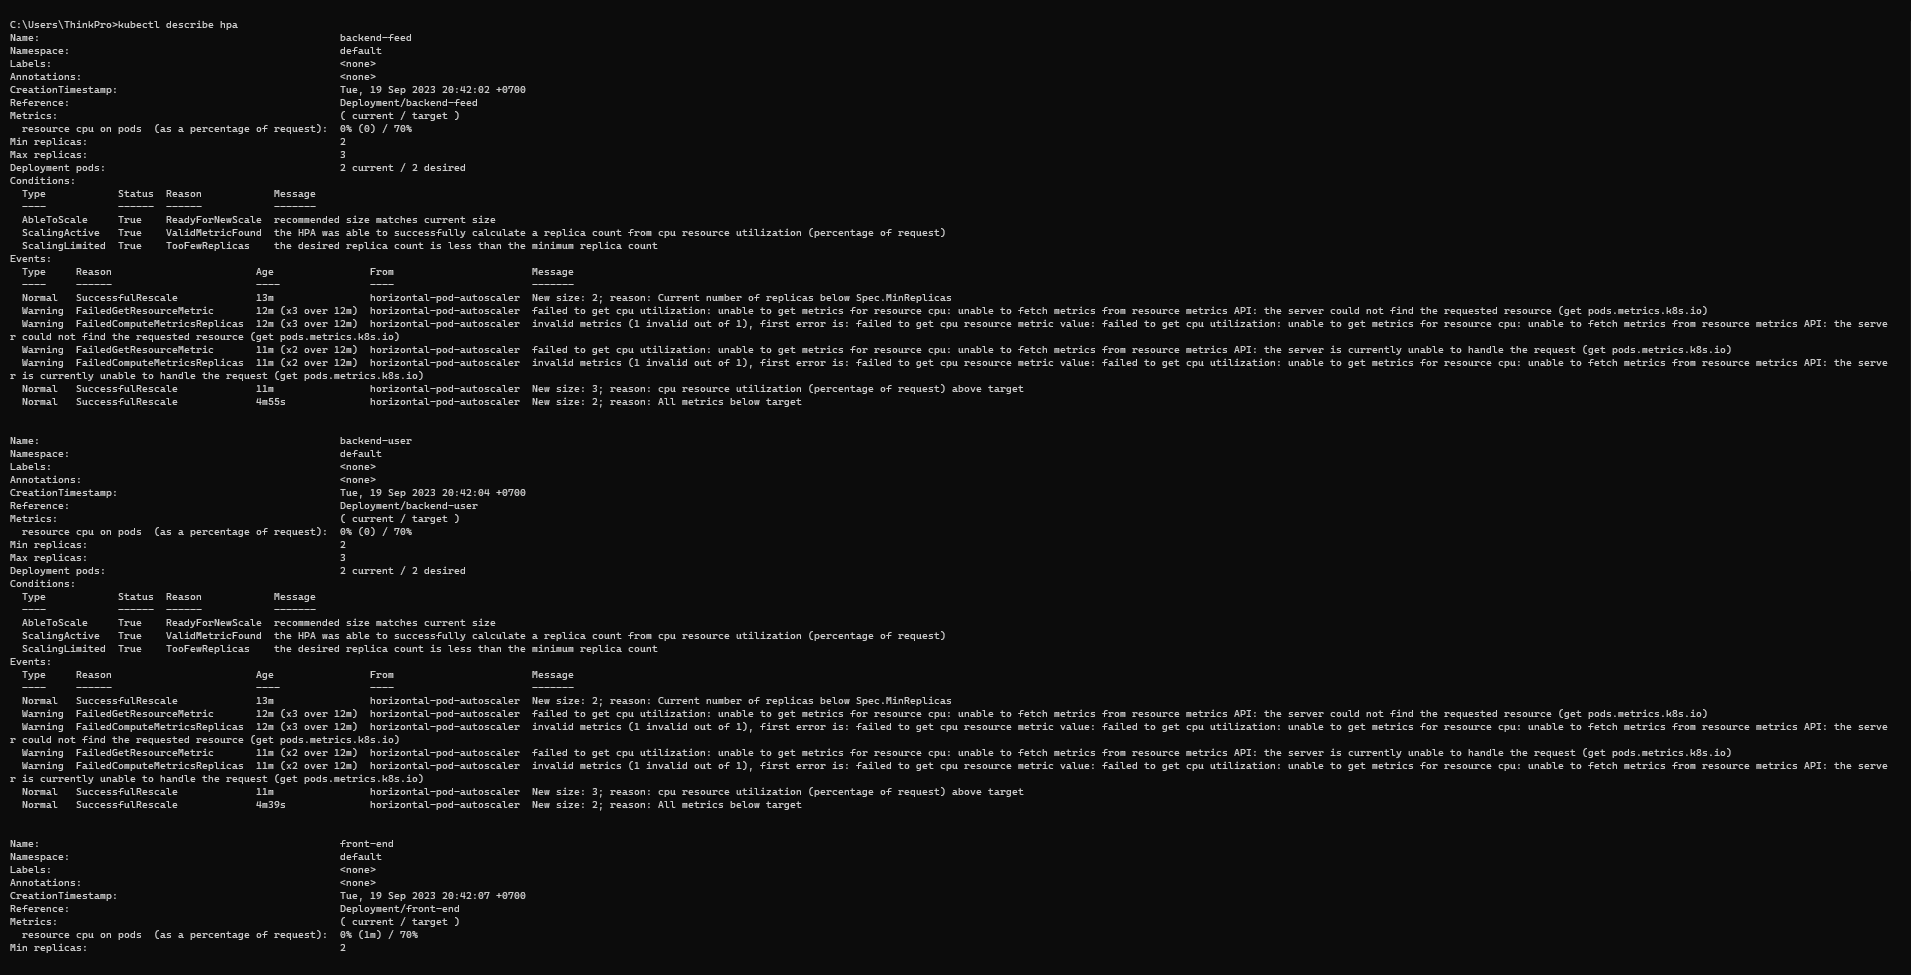 C:\Users\ThinkPro>kubectl describe hpa
Name:                                                  backend-feed
Namespace:                                             default
Labels:                                                <none>
Annotations:                                           <none>
CreationTimestamp:                                     Tue, 19 Sep 2023 20:42:02 +0700
Reference:                                             Deployment/backend-feed
Metrics:                                               ( current / target )
  resource cpu on pods  (as a percentage of request):  0% (0) / 70%
Min replicas:                                          2
Max replicas:                                          3
Deployment pods:                                       2 current / 2 desired
Conditions:
  Type            Status  Reason            Message
  ----            ------  ------            -------
  AbleToScale     True    ReadyForNewScale  recommended size matches current size
  ScalingActive   True    ValidMetricFound  the HPA was able to successfully calculate a replica count from cpu resource utilization (percentage of request)
  ScalingLimited  True    TooFewReplicas    the desired replica count is less than the minimum replica count
Events:
  Type     Reason                        Age                From                       Message
  ----     ------                        ----               ----                       -------
  Normal   SuccessfulRescale             13m                horizontal-pod-autoscaler  New size: 2; reason: Current number of replicas below Spec.MinReplicas
  Warning  FailedGetResourceMetric       12m (x3 over 12m)  horizontal-pod-autoscaler  failed to get cpu utilization: unable to get metrics for resource cpu: unable to fetch metrics from resource metrics API: the server could not find the requested resource (get pods.metrics.k8s.io)
  Warning  FailedComputeMetricsReplicas  12m (x3 over 12m)  horizontal-pod-autoscaler  invalid metrics (1 invalid out of 1), first error is: failed to get cpu resource metric value: failed to get cpu utilization: unable to get metrics for resource cpu: unable to fetch metrics from resource metrics API: the serve
r could not find the requested resource (get pods.metrics.k8s.io)
  Warning  FailedGetResourceMetric       11m (x2 over 12m)  horizontal-pod-autoscaler  failed to get cpu utilization: unable to get metrics for resource cpu: unable to fetch metrics from resource metrics API: the server is currently unable to handle the request (get pods.metrics.k8s.io)
  Warning  FailedComputeMetricsReplicas  11m (x2 over 12m)  horizontal-pod-autoscaler  invalid metrics (1 invalid out of 1), first error is: failed to get cpu resource metric value: failed to get cpu utilization: unable to get metrics for resource cpu: unable to fetch metrics from resource metrics API: the serve
r is currently unable to handle the request (get pods.metrics.k8s.io)
  Normal   SuccessfulRescale             11m                horizontal-pod-autoscaler  New size: 3; reason: cpu resource utilization (percentage of request) above target
  Normal   SuccessfulRescale             4m55s              horizontal-pod-autoscaler  New size: 2; reason: All metrics below target
Name:                                                  backend-user
Namespace:                                             default
Labels:                                                <none>
Annotations:                                           <none>
CreationTimestamp:                                     Tue, 19 Sep 2023 20:42:04 +0700
Reference:                                             Deployment/backend-user
Metrics:                                               ( current / target )
  resource cpu on pods  (as a percentage of request):  0% (0) / 70%
Min replicas:                                          2
Max replicas:                                          3
Deployment pods:                                       2 current / 2 desired
Conditions:
  Type            Status  Reason            Message
  ----            ------  ------            -------
  AbleToScale     True    ReadyForNewScale  recommended size matches current size
  ScalingActive   True    ValidMetricFound  the HPA was able to successfully calculate a replica count from cpu resource utilization (percentage of request)
  ScalingLimited  True    TooFewReplicas    the desired replica count is less than the minimum replica count
Events:
  Type     Reason                        Age                From                       Message
  ----     ------                        ----               ----                       -------
  Normal   SuccessfulRescale             13m                horizontal-pod-autoscaler  New size: 2; reason: Current number of replicas below Spec.MinReplicas
  Warning  FailedGetResourceMetric       12m (x3 over 12m)  horizontal-pod-autoscaler  failed to get cpu utilization: unable to get metrics for resource cpu: unable to fetch metrics from resource metrics API: the server could not find the requested resource (get pods.metrics.k8s.io)
  Warning  FailedComputeMetricsReplicas  12m (x3 over 12m)  horizontal-pod-autoscaler  invalid metrics (1 invalid out of 1), first error is: failed to get cpu resource metric value: failed to get cpu utilization: unable to get metrics for resource cpu: unable to fetch metrics from resource metrics API: the serve
r could not find the requested resource (get pods.metrics.k8s.io)
  Warning  FailedGetResourceMetric       11m (x2 over 12m)  horizontal-pod-autoscaler  failed to get cpu utilization: unable to get metrics for resource cpu: unable to fetch metrics from resource metrics API: the server is currently unable to handle the request (get pods.metrics.k8s.io)
  Warning  FailedComputeMetricsReplicas  11m (x2 over 12m)  horizontal-pod-autoscaler  invalid metrics (1 invalid out of 1), first error is: failed to get cpu resource metric value: failed to get cpu utilization: unable to get metrics for resource cpu: unable to fetch metrics from resource metrics API: the serve
r is currently unable to handle the request (get pods.metrics.k8s.io)
  Normal   SuccessfulRescale             11m                horizontal-pod-autoscaler  New size: 3; reason: cpu resource utilization (percentage of request) above target
  Normal   SuccessfulRescale             4m39s              horizontal-pod-autoscaler  New size: 2; reason: All metrics below target
Name:                                                  front-end
Namespace:                                             default
Labels:                                                <none>
Annotations:                                           <none>
CreationTimestamp:                                     Tue, 19 Sep 2023 20:42:07 +0700
Reference:                                             Deployment/front-end
Metrics:                                               ( current / target )
  resource cpu on pods  (as a percentage of request):  0% (1m) / 70%
Min replicas:                                          2